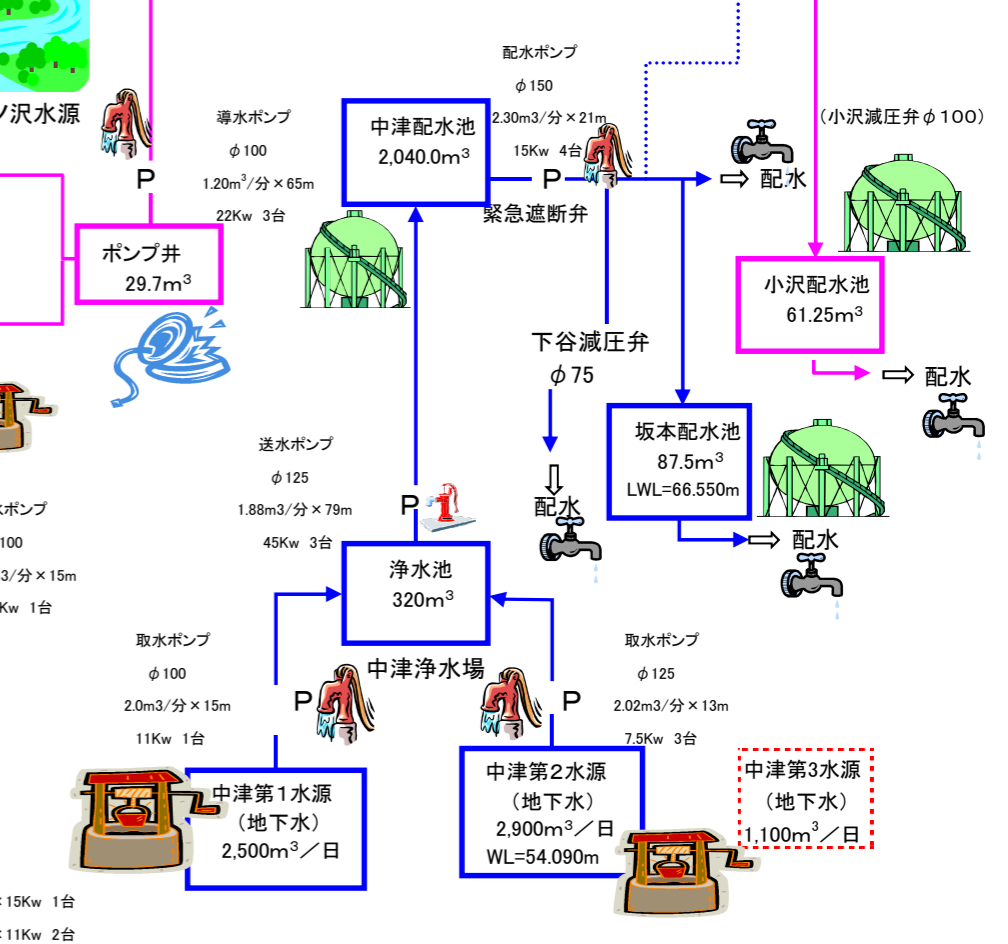 ノ沢水源
P
ポンプ井
29.7m³
導水ポンプ
φ100
1.20m³/分×65m
22Kw 3台
中津配水池
2,040.0m³
配水ポンプ
φ150
2.30m3/分×21m
15Kw 4台
P
緊急遮断弁
配水
(小沢減圧弁φ100)
小沢配水池
61.25m³
配水
下谷減圧弁
φ75
配水
坂本配水池
87.5m³
LWL=66.550m
配水
送水ポンプ
φ125
1.88m3/分×79m
45Kw 3台
P
浄水池
320m³
中津浄水場
水ポンプ
100
m3/分×15m
Kw 1台
取水ポンプ
φ100
2.0m3/分×15m
11Kw 1台
P
取水ポンプ
φ125
2.02m3/分×13m
7.5Kw 3台
P
中津第1水源
(地下水)
2,500m³/日
中津第2水源
(地下水)
2,900m³/日
WL=54.090m
中津第3水源
(地下水)
1,100m³/日
×15Kw 1台
×11Kw 2台